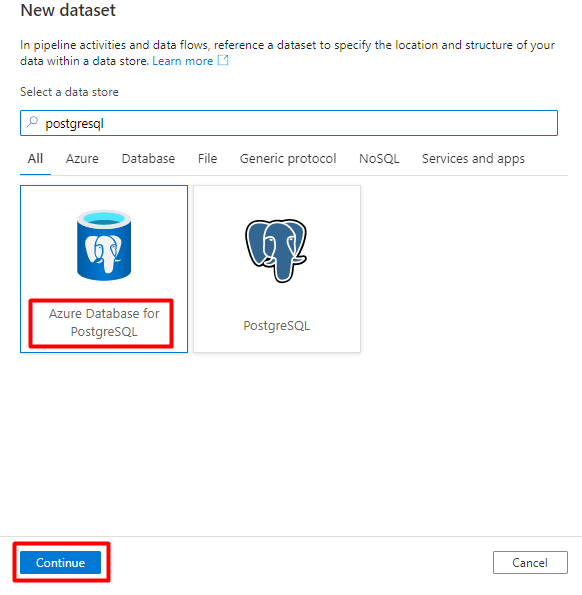 New dataset
In pipeline activities and data flows, reference a dataset to specify the location and structure of your
data within a data store. Learn more
Select a data store
postgresql
All Azure Database File Generic protocol NoSQL Services and apps
Azure Database for
PostgreSQL
PostgreSQL
Continue Cancel